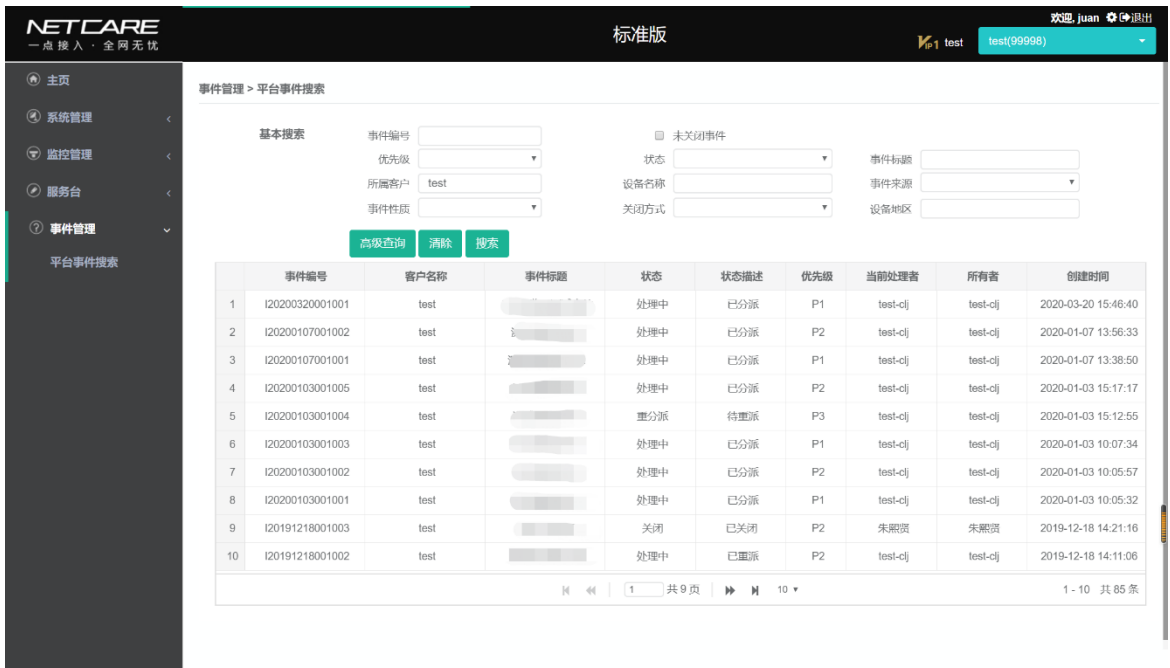 NETCARE
一点接入 · 全网无忧
标准版
VIP1 test
test(99998)
欢迎, juan 退出
主页
系统管理
监控管理
服务台
事件管理
平台事件搜索
事件管理 > 平台事件搜索
基本搜索 事件编号 未关闭事件
优先级 状态 事件标题
所属客户 test 设备名称 事件来源
事件性质 关闭方式 设备地区
高级查询 清除 搜索
事件编号 客户名称 事件标题 状态 状态描述 优先级 当前处理者 所有者 创建时间
1 I20200320001001 test 处理中 已分派 P1 test-clj test-clj 2020-03-20 15:46:40
2 I20200107001002 test 处理中 已分派 P2 test-clj test-clj 2020-01-07 13:56:33
3 I20200107001001 test 处理中 已分派 P1 test-clj test-clj 2020-01-07 13:38:50
4 I20200103001005 test 处理中 已分派 P2 test-clj test-clj 2020-01-03 15:17:17
5 I20200103001004 test 重分派 待重派 P3 test-clj test-clj 2020-01-03 15:12:55
6 I20200103001003 test 处理中 已分派 P1 test-clj test-clj 2020-01-03 10:07:34
7 I20200103001002 test 处理中 已分派 P2 test-clj test-clj 2020-01-03 10:05:57
8 I20200103001001 test 处理中 已分派 P1 test-clj test-clj 2020-01-03 10:05:32
9 I20191218001003 test 关闭 已关闭 P2 朱熙贤 朱熙贤 2019-12-18 14:21:16
10 I20191218001002 test 处理中 已重派 P2 test-clj test-clj 2019-12-18 14:11:06
1 共 9 页 10 1 - 10 共 85 条